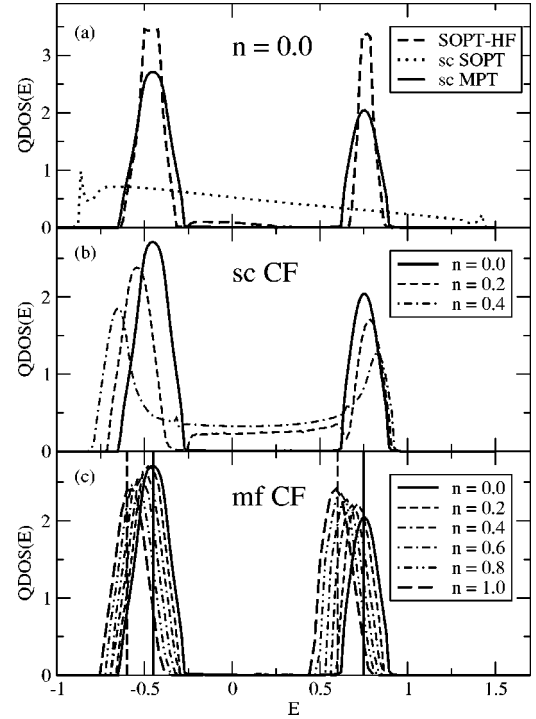 (a)
n = 0.0
SOPT-HF
sc SOPT
sc MPT
QDOS(E)
3
2
1
0
(b)
sc CF
n = 0.0
n = 0.2
n = 0.4
QDOS(E)
2
1
0
(c)
mf CF
n = 0.0
n = 0.2
n = 0.4
n = 0.6
n = 0.8
n = 1.0
QDOS(E)
2
1
0
-1
-0.5
0
0.5
1
E